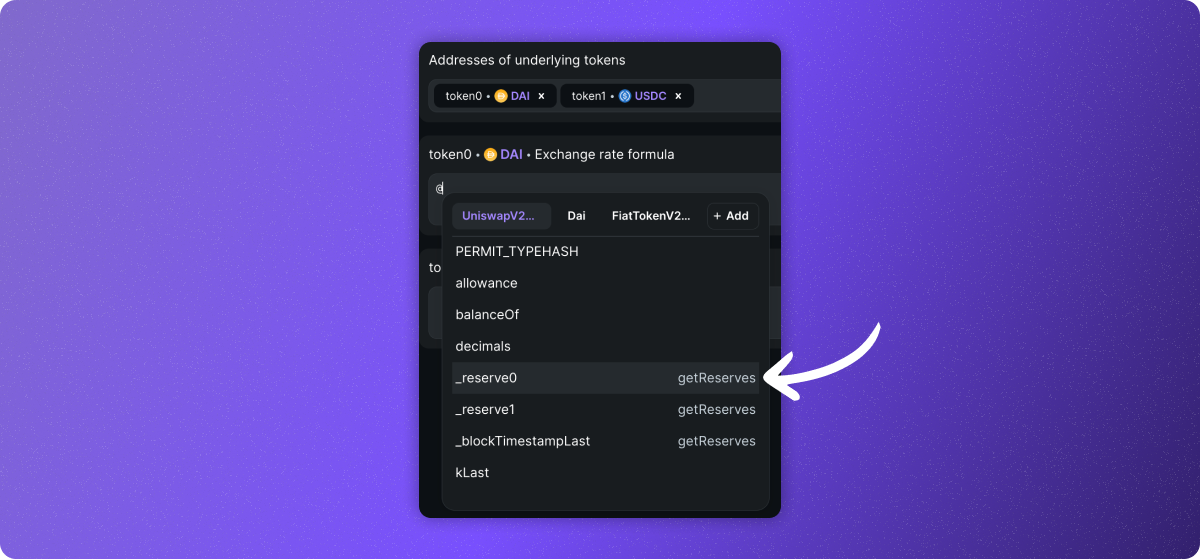 Addresses of underlying tokens
token0 • DAI x token1 • USDC x
token0 • DAI • Exchange rate formula
@
UniswapV2... Dai FiatTokenV2... + Add
PERMIT_TYPEHASH
to
allowance
balanceOf
decimals
_reserve0 getReserves
_reserve1 getReserves
_blockTimestampLast getReserves
kLast